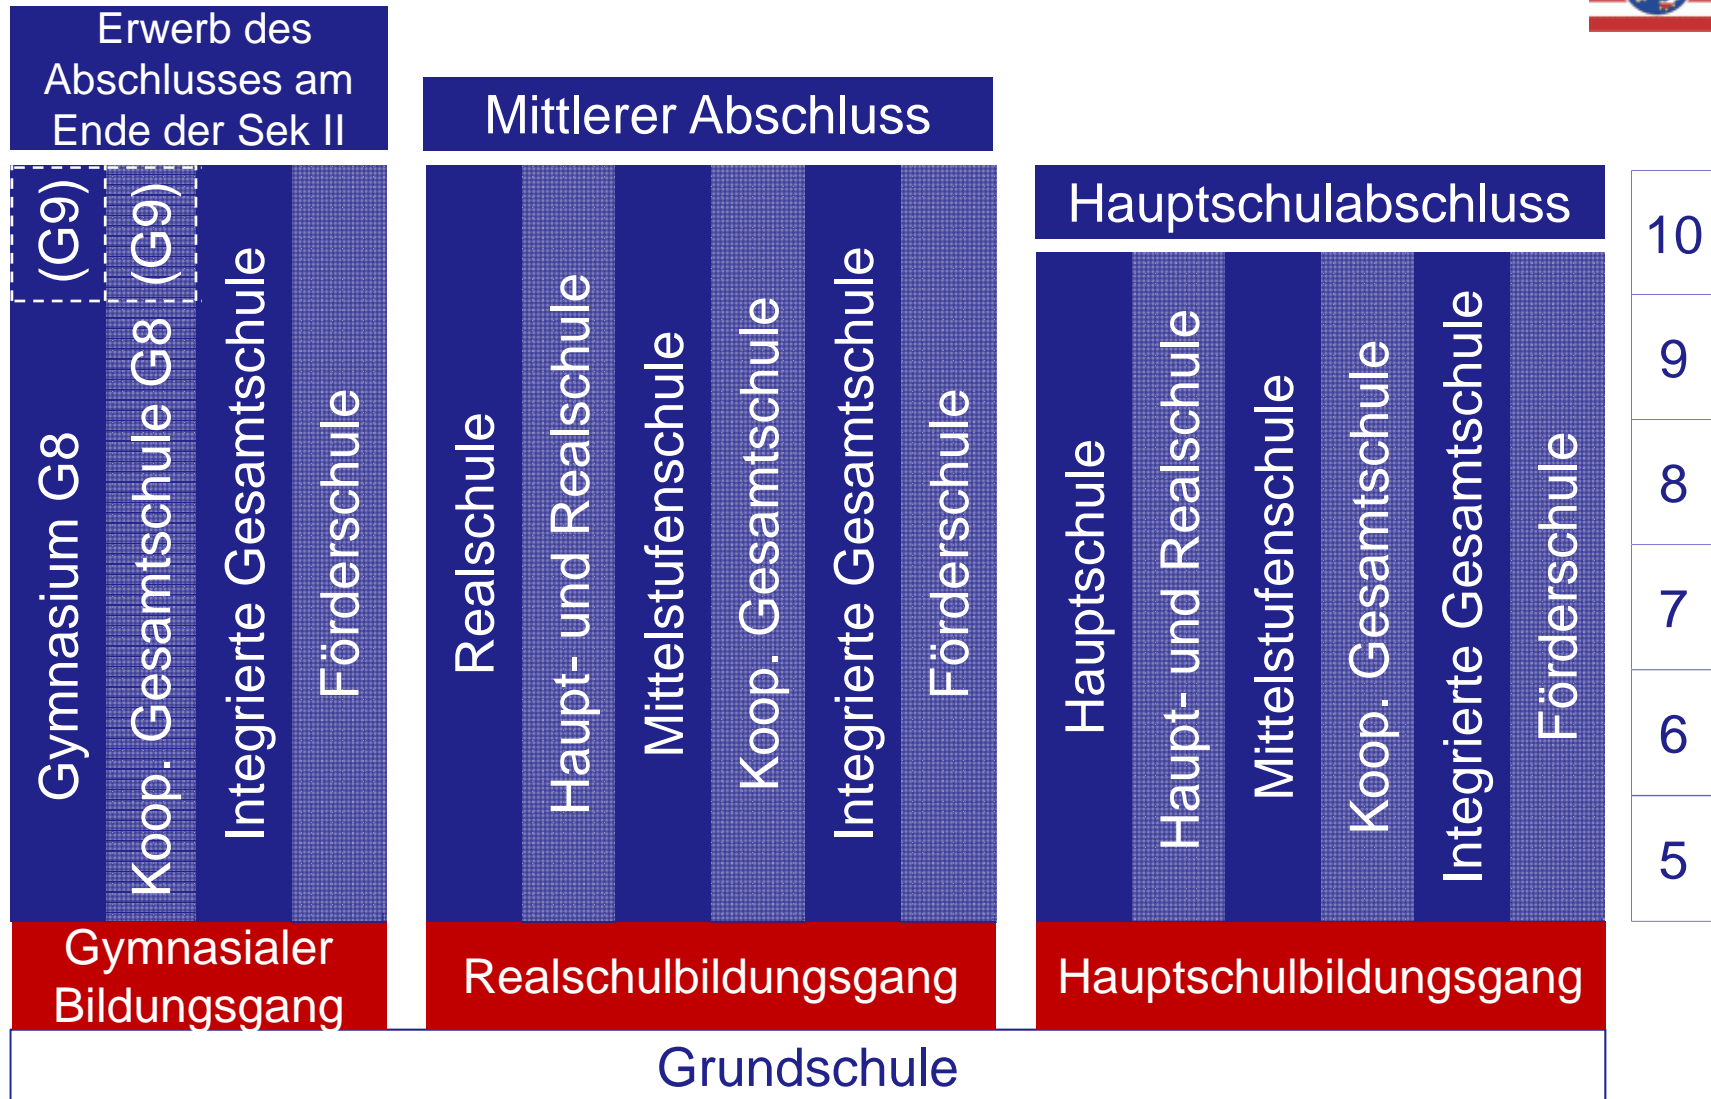 Erwerb des
Abschlusses am
Ende der Sek II
Mittlerer Abschluss
Hauptschulabschluss
Gymnasium G8 (G9)
Koop. Gesamtschule G8 (G9)
Integrierte Gesamtschule
Förderschule
Realschule
Haupt- und Realschule
Mittelstufenschule
Koop. Gesamtschule
Integrierte Gesamtschule
Förderschule
Hauptschule
Haupt- und Realschule
Mittelstufenschule
Koop. Gesamtschule
Integrierte Gesamtschule
Förderschule
10
9
8
7
6
5
Gymnasialer
Bildungsgang
Realschulbildungsgang
Hauptschulbildungsgang
Grundschule